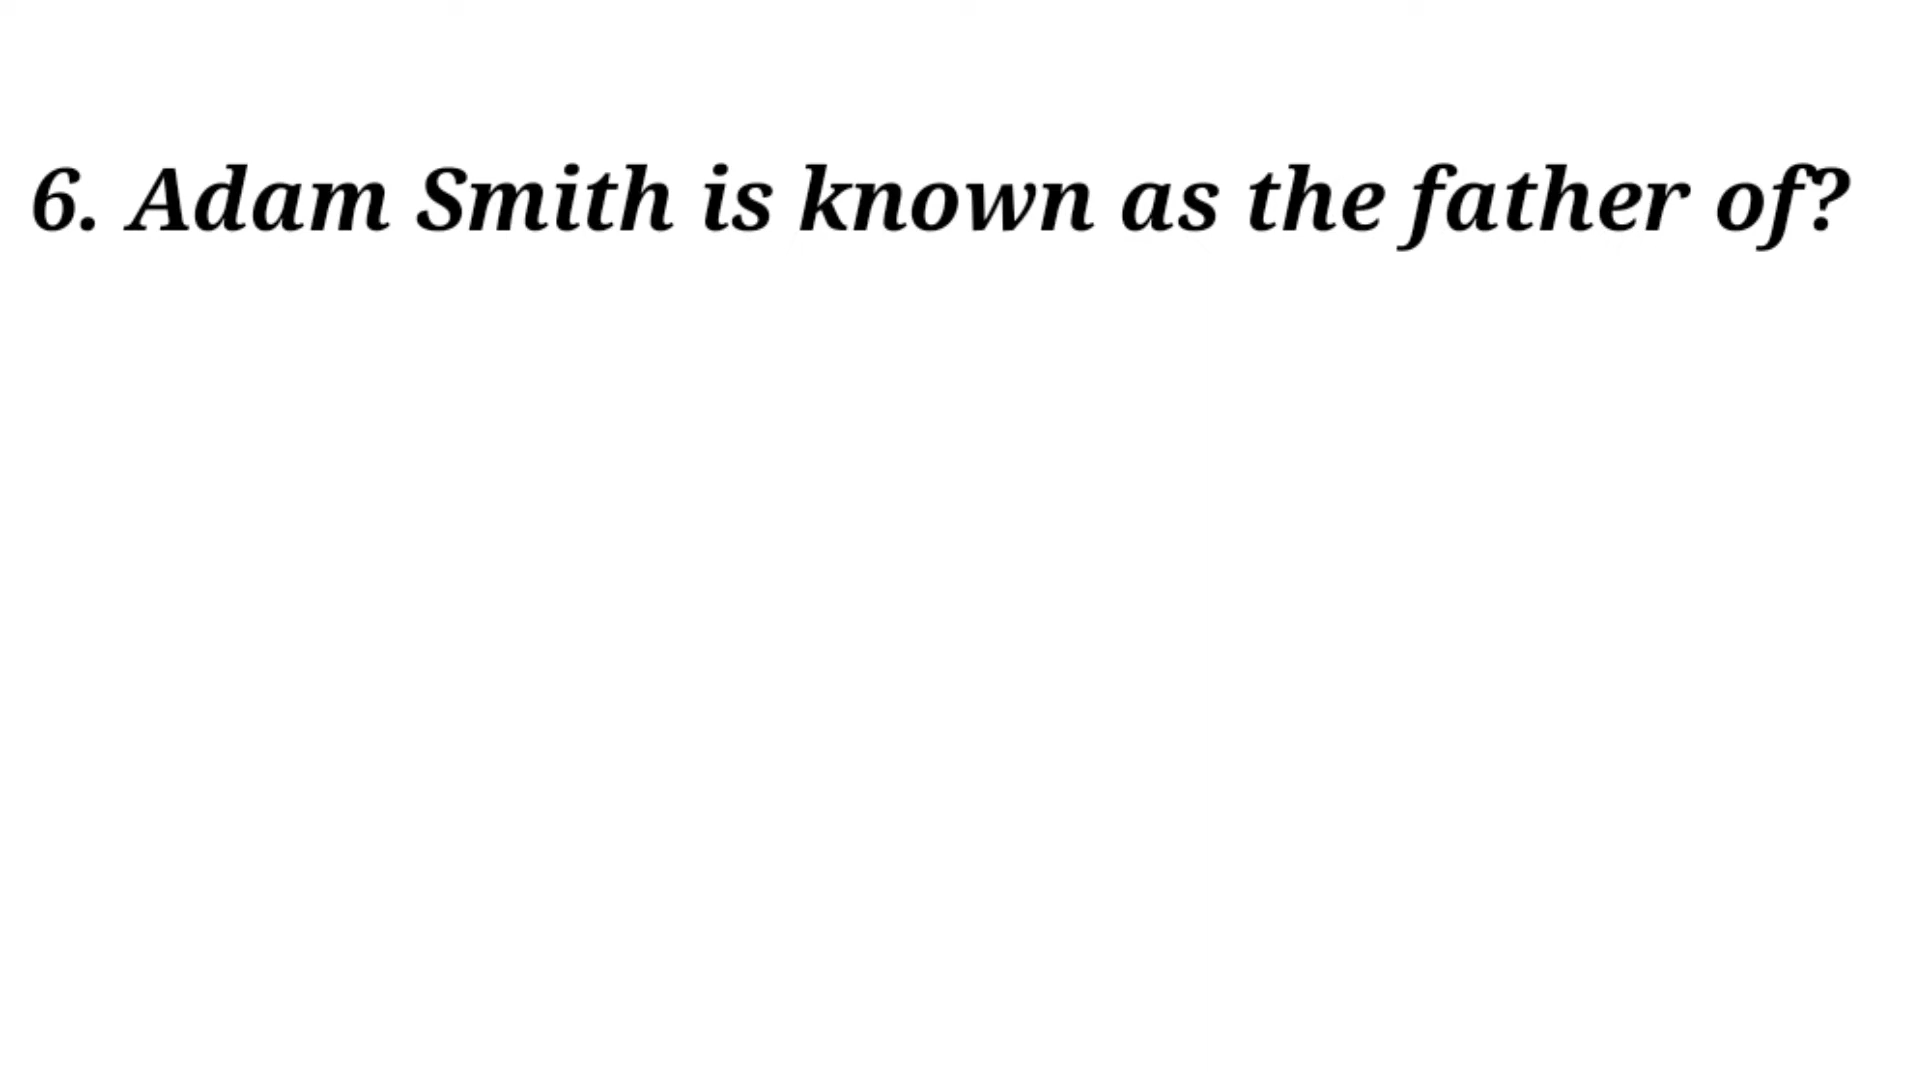 6. Adam Smith is known as the father of?